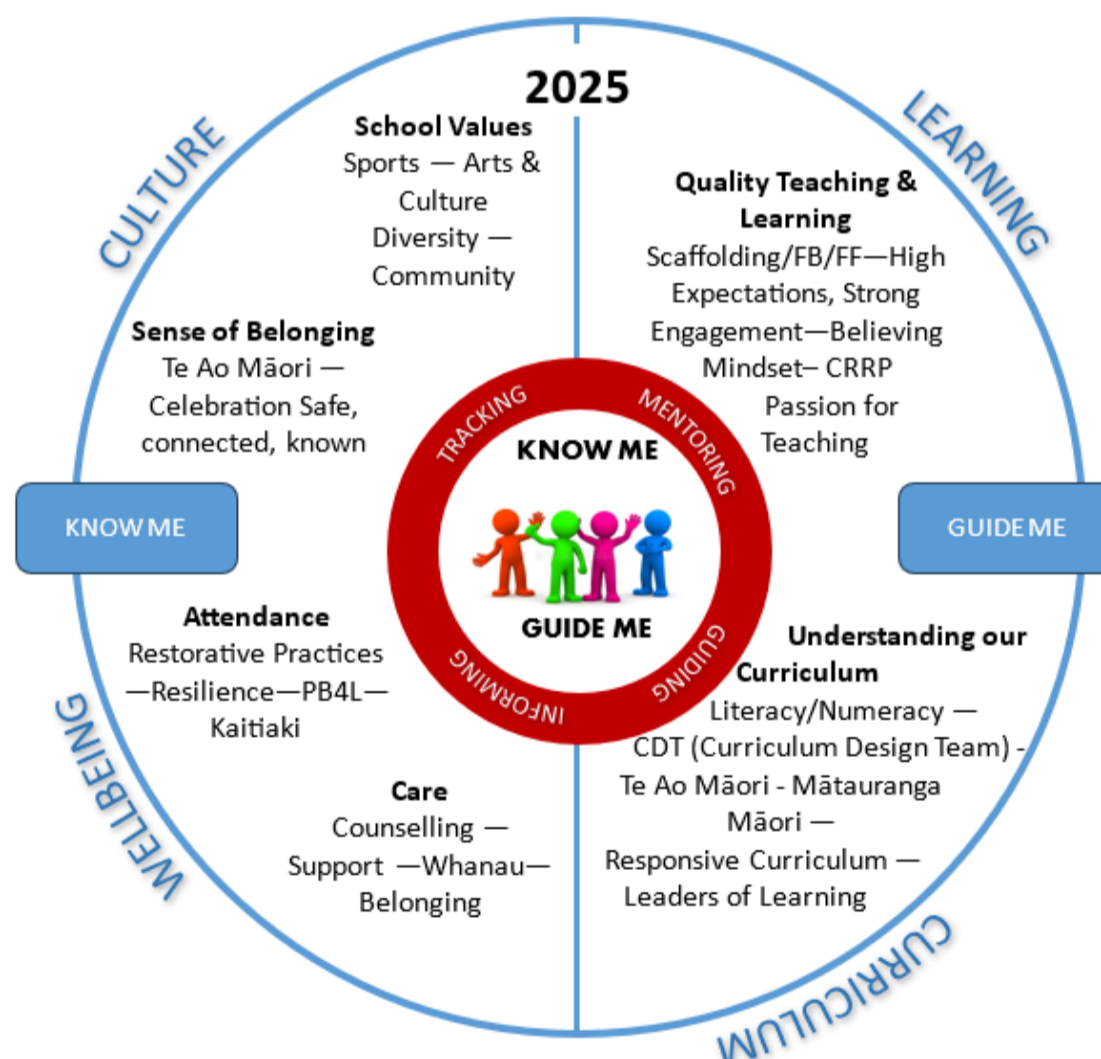 2025
CULTURE
School Values
Sports — Arts &
Culture
Diversity —
Community
Sense of Belonging
Te Ao Māori —
Celebration Safe,
connected, known
LEARNING
Quality Teaching &
Learning
Scaffolding/FB/FF—High
Expectations, Strong
Engagement—Believing
Mindset– CRRP
Passion for
Teaching
KNOW ME
TRACKING
MENTORING
KNOW ME
GUIDE ME
INFORMING
GUIDING
GUIDE ME
WELLBEING
Attendance
Restorative Practices
—Resilience—PB4L—
Kaitiaki
Care
Counselling —
Support —Whanau—
Belonging
Understanding our
Curriculum
Literacy/Numeracy —
CDT (Curriculum Design Team) -
Te Ao Māori - Mātauranga
Māori —
Responsive Curriculum —
Leaders of Learning
CURRICULUM